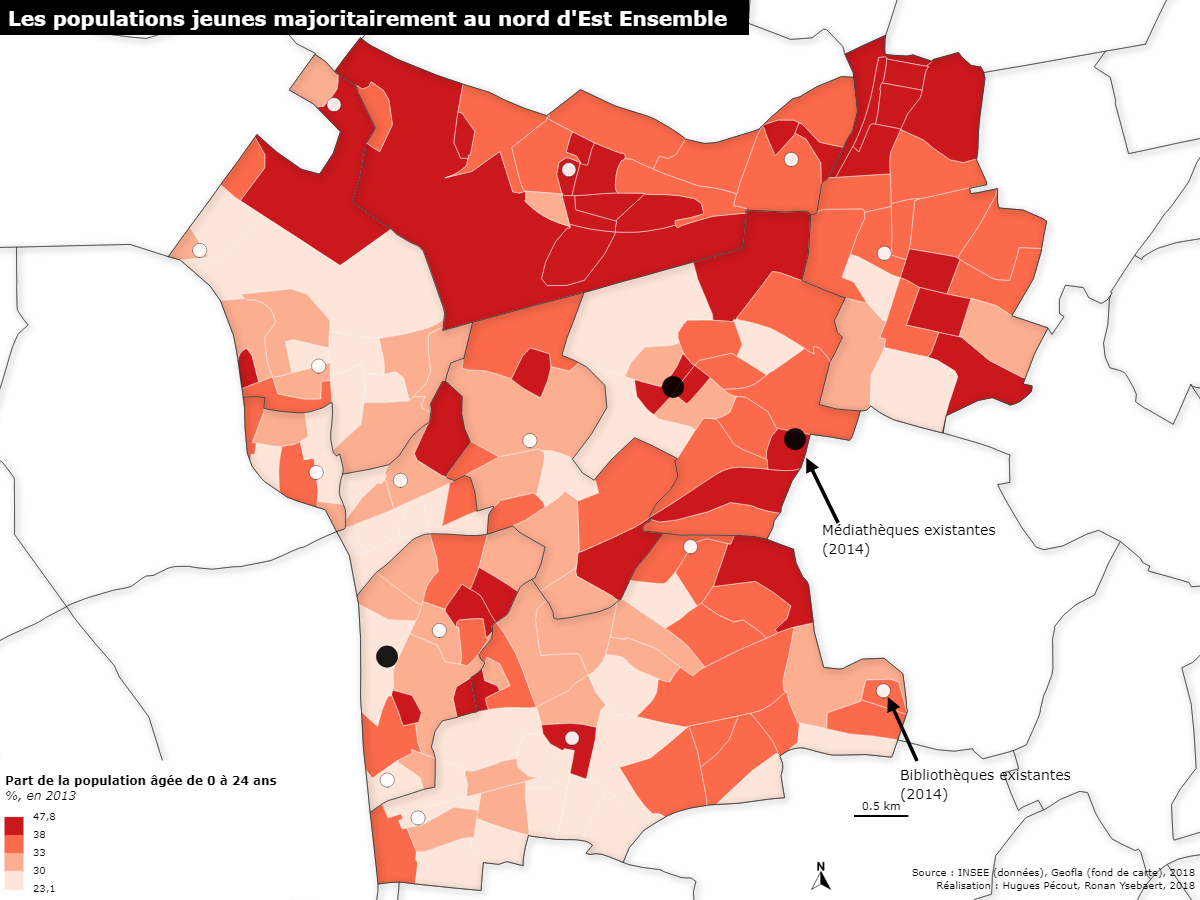 Les populations jeunes majoritairement au nord d'Est Ensemble
Médiathèques existantes
(2014)
Bibliothèques existantes
(2014)
0.5 km
Part de la population âgée de 0 à 24 ans
%, en 2013
47,8
38
33
30
23,1
N
Source : INSEE (données), Geofla (fond de carte), 2018
Réalisation : Hugues Pécout, Ronan Ysebaert, 2018